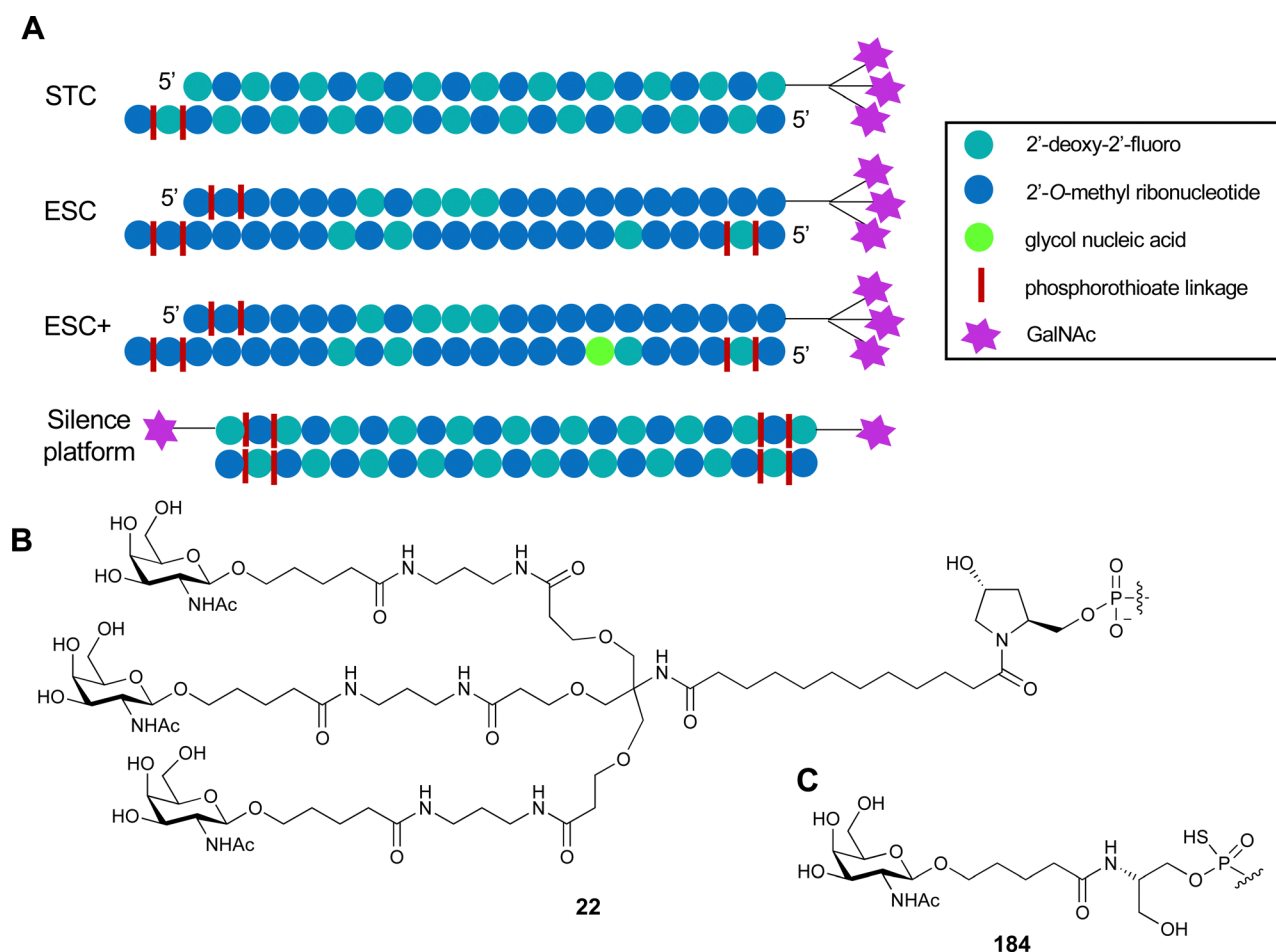 A
STC
5’
5’
ESC
5’
5’
ESC+
5’
5’
Silence
platform
2’-deoxy-2’-fluoro
2’-O-methyl ribonucleotide
glycol nucleic acid
phosphorothioate linkage
GalNAc
B
HO
OH
O
HO
NHAc
O
O
H
N
H
N
O
O
HO
OH
O
HO
NHAc
O
O
H
N
H
N
O
O
HO
OH
O
HO
NHAc
O
O
H
N
H
N
O
O
H
N
O
HO
N
O
O
O
P
O
–
22
C
HO
OH
O
HO
NHAc
O
O
H
N
OH
O
HS
O
P
184